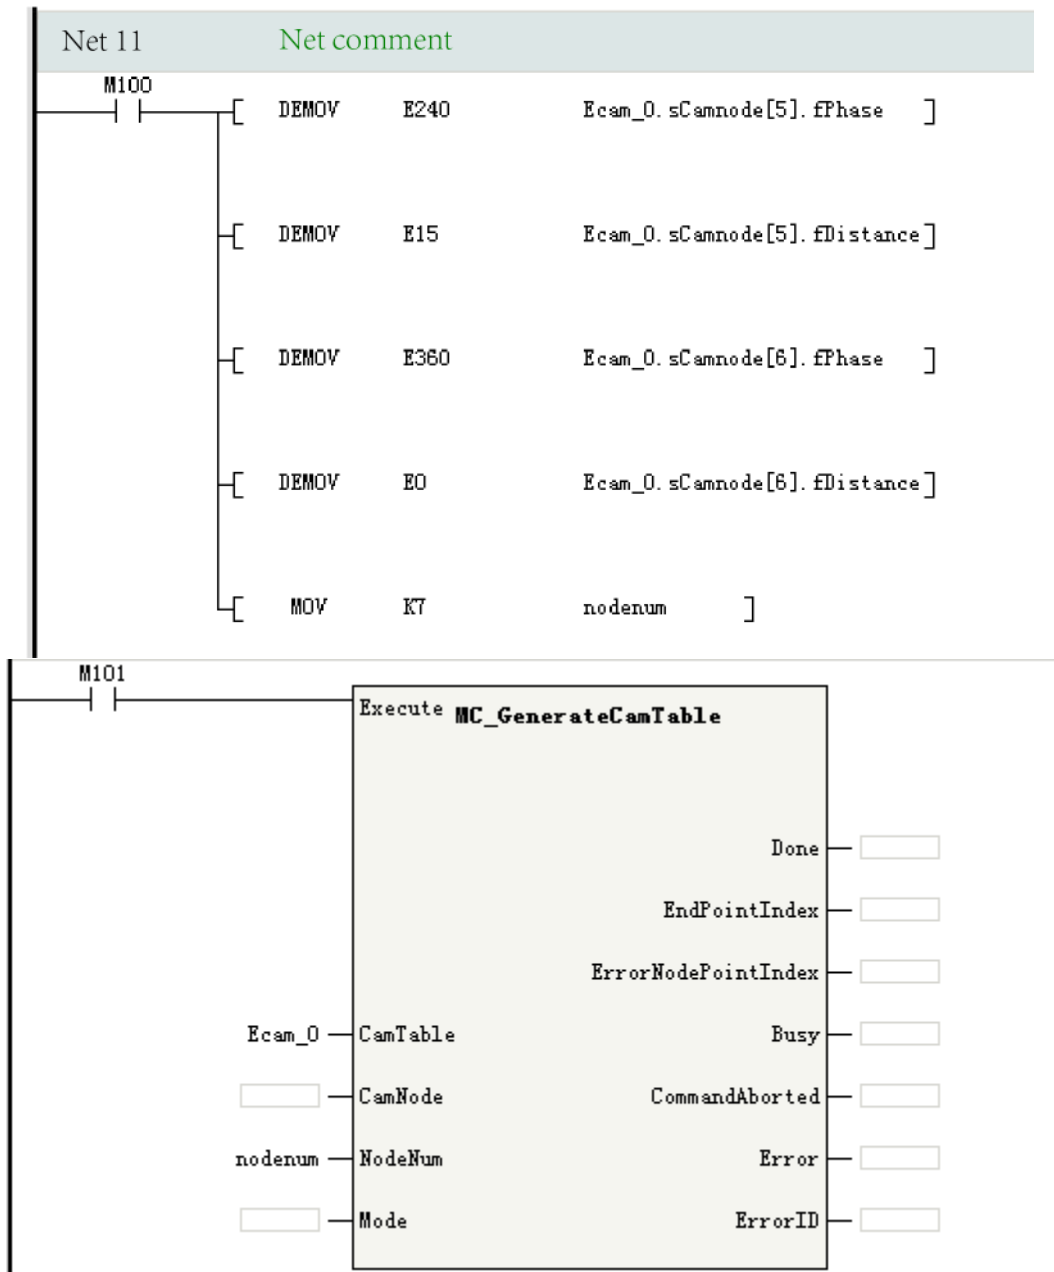 Net 11 Net comment
M100
DEMOV E240 Ecam_0.sCamnode[5].fPhase
DEMOV E15 Ecam_0.sCamnode[5].fDistance
DEMOV E360 Ecam_0.sCamnode[6].fPhase
DEMOV E0 Ecam_0.sCamnode[6].fDistance
MOV K7 nodenum
M101
Execute MC_GenerateCamTable
Done
EndPointIndex
ErrorNodePointIndex
Ecam_0 CamTable Busy
CamNode CommandAborted
nodenum NodeNum Error
Mode ErrorID